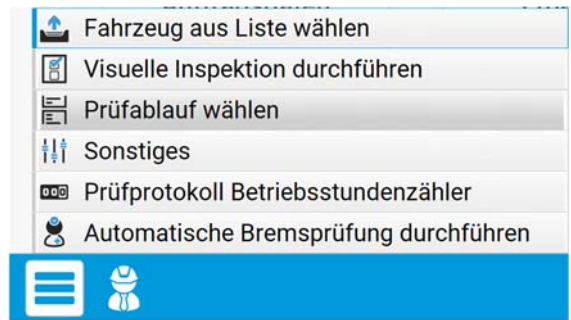 Fahrzeug aus Liste wählen
Visuelle Inspektion durchführen
Prüfablauf wählen
Sonstiges
Prüfprotokoll Betriebsstundenzähler
Automatische Bremsprüfung durchführen